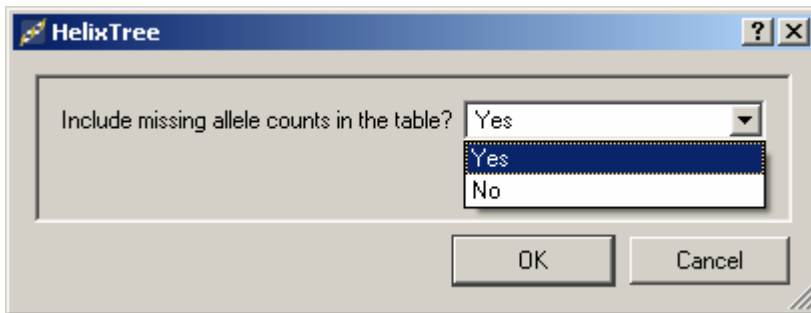 HelixTree
Include missing allele counts in the table? Yes
Yes
No
OK Cancel